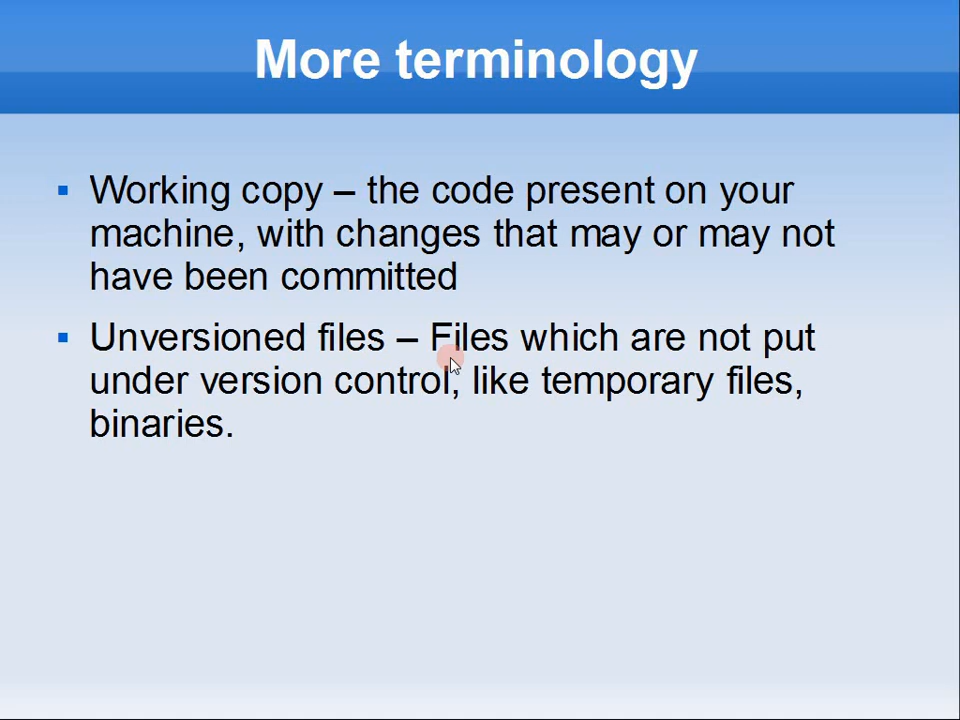 More terminology
Working copy – the code present on your
machine, with changes that may or may not
have been committed
Unversioned files – Files which are not put
under version control, like temporary files,
binaries.